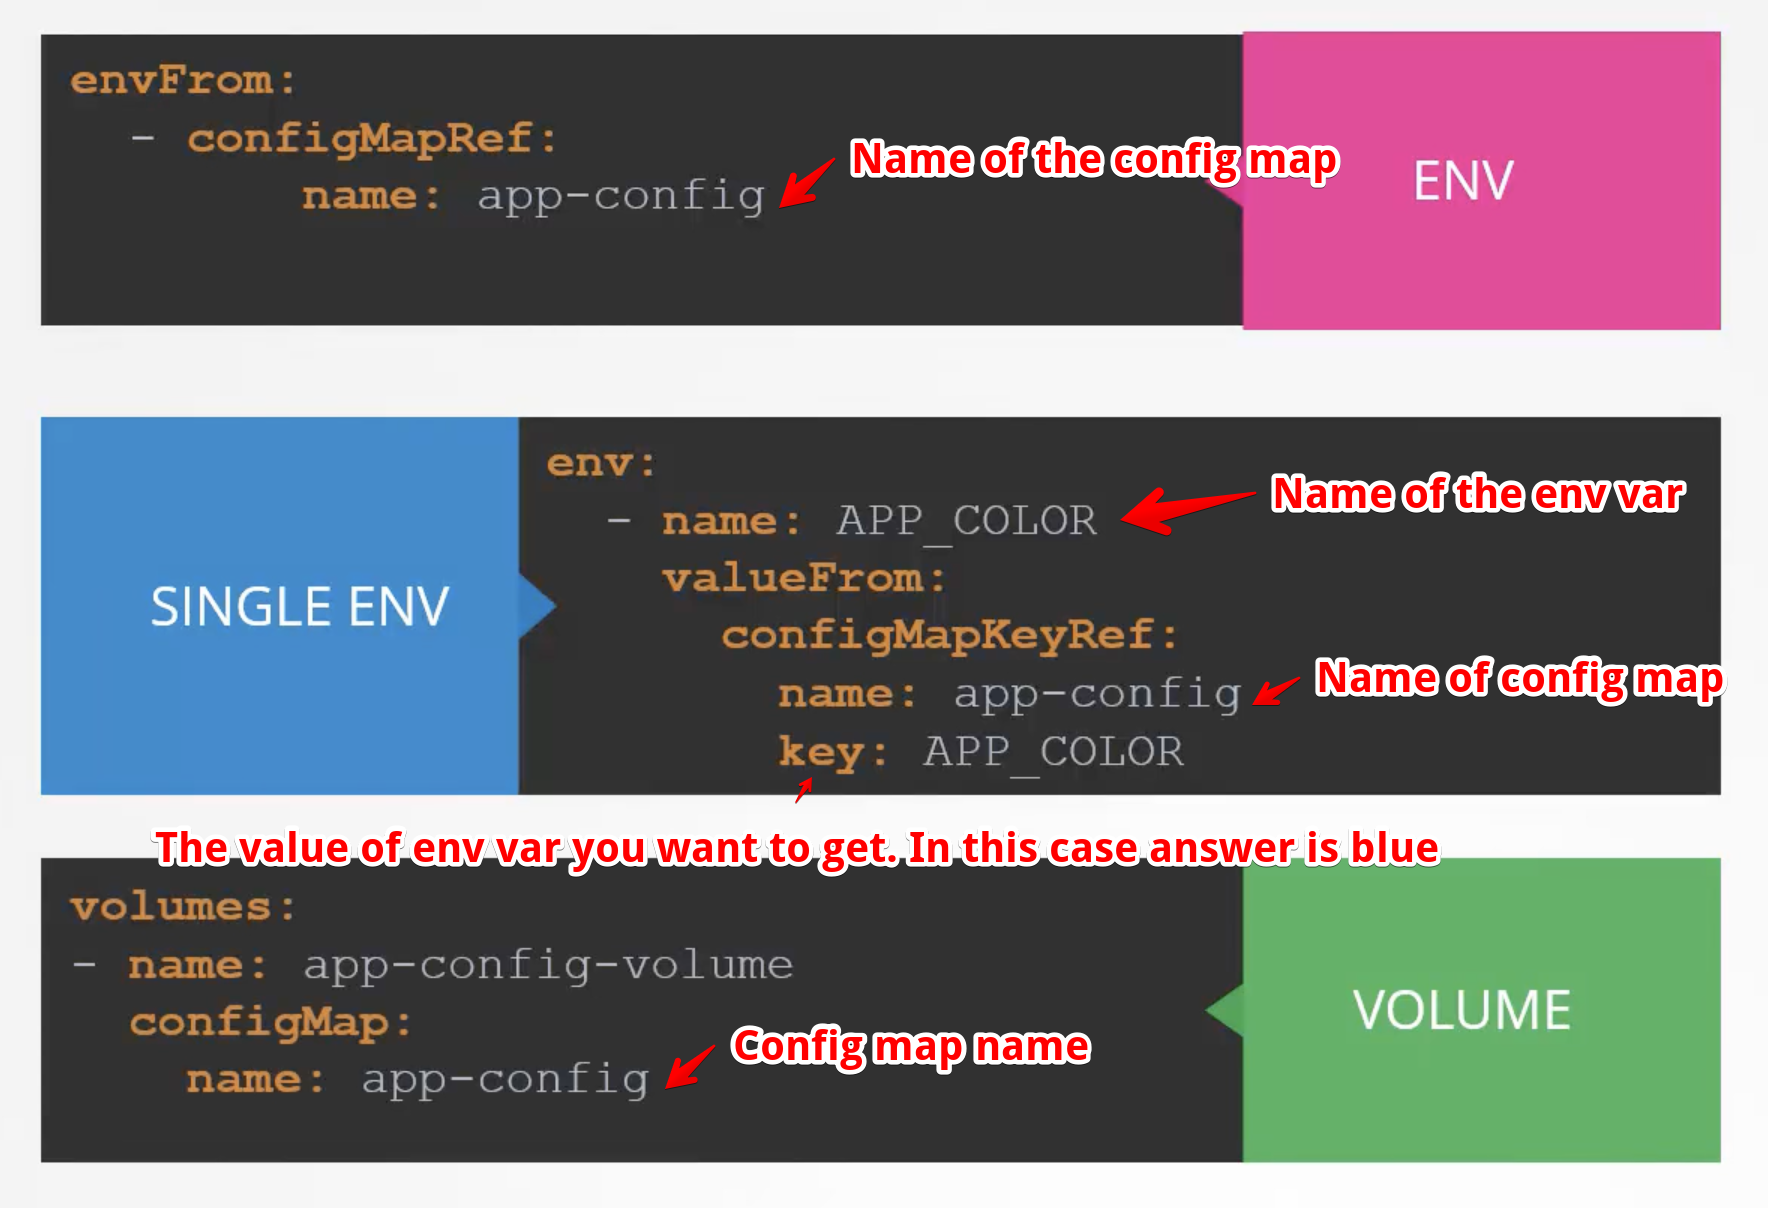 envFrom:
- configMapRef:
name: app-config
Name of the config map
ENV
SINGLE ENV
env:
- name: APP_COLOR
Name of the env var
valueFrom:
configMapKeyRef:
name: app-config
Name of config map
key: APP_COLOR
The value of env var you want to get. In this case answer is blue
volumes:
- name: app-config-volume
configMap:
name: app-config
Config map name
VOLUME